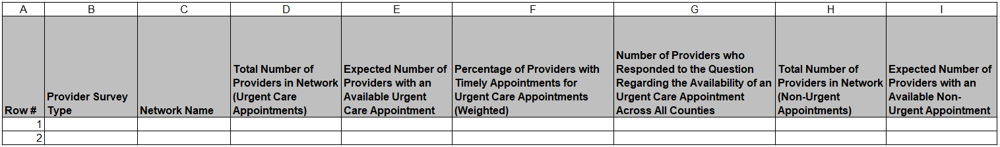 A B C D E F G H I
Row #
Provider Survey
Type
Network Name
Total Number of
Providers in Network
(Urgent Care
Appointments)
Expected Number of
Providers with an
Available Urgent
Care Appointment
Percentage of Providers with
Timely Appointments for
Urgent Care Appointments
(Weighted)
Number of Providers who
Responded to the Question
Regarding the Availability of an
Urgent Care Appointment
Across All Counties
Total Number of
Providers in Network
(Non-Urgent
Appointments)
Expected Number of
Providers with an
Available Non-
Urgent Appointment
1
2